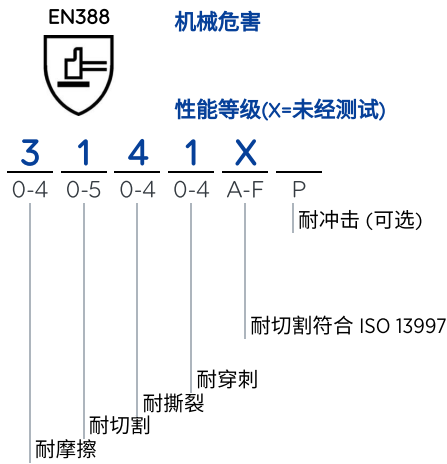 EN388
机械危害
性能等级(X=未经测试)
3 1 4 1 X
0-4 0-5 0-4 0-4 A-F P
耐冲击 (可选)
耐切割符合 ISO 13997
耐穿刺
耐撕裂
耐切割
耐摩擦